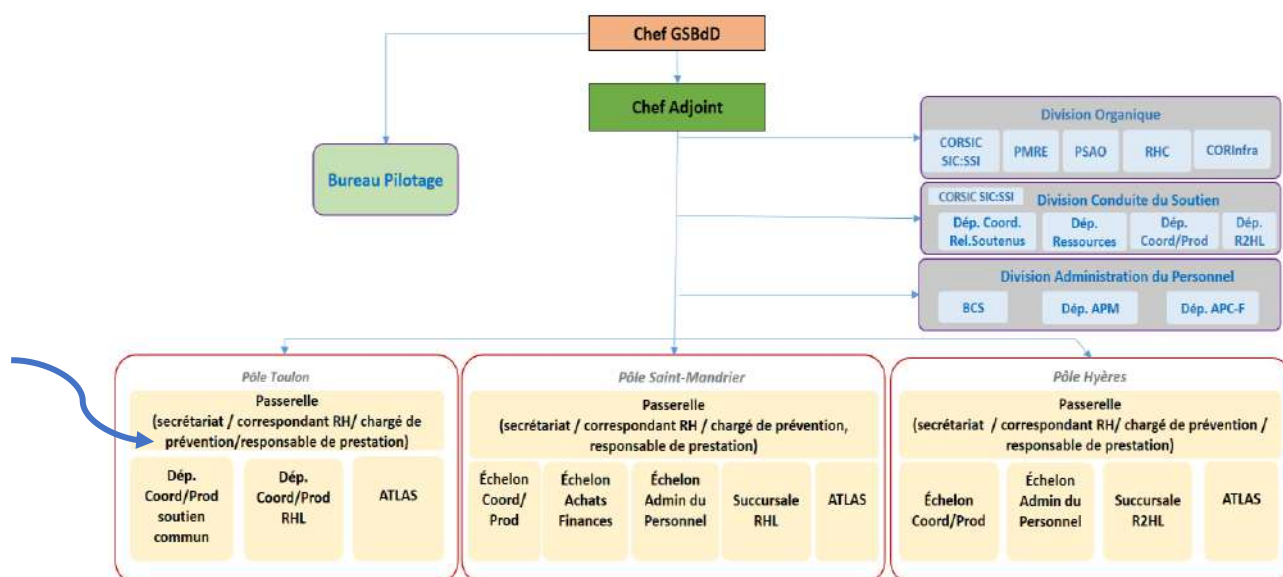 Chef GSBdD
Chef Adjoint
Bureau Pilotage
Division Organique
CORSIC
SIC:SSI
PMRE
PSAO
RHC
CORInfra
CORSIC SIC:SSI
Division Conduite du Soutien
Dép. Coord.
Rel.Soutenus
Dép.
Ressources
Dép.
Coord/Prod
Dép.
R2HL
Division Administration du Personnel
BCS
Dép. APM
Dép. APC-F
Pôle Toulon
Passerelle
(secrétariat / correspondant RH/ chargé de
prévention/responsable de prestation)
Dép.
Coord/Prod
soutien
commun
Dép.
Coord/Prod
RHL
ATLAS
Pôle Saint-Mandrier
Passerelle
(secrétariat / correspondant RH / chargé de prévention,
responsable de prestation)
Échelon
Coord/
Prod
Échelon
Achats
Finances
Échelon
Admin du
Personnel
Succursale
RHL
ATLAS
Pôle Hyères
Passerelle
(secrétariat / correspondant RH/ chargé de prévention /
responsable de prestation)
Échelon
Coord/Prod
Échelon
Admin du
Personnel
Succursale
R2HL
ATLAS